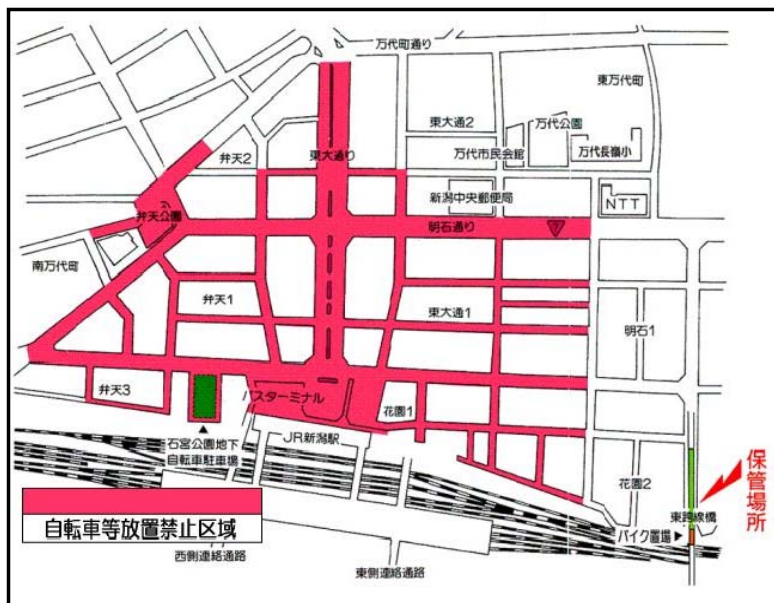 万代町通り
東万代町
東大通2
万代公園
弁天2
東大通り
万代市民会館
万代長嶺小
新潟中央郵便局
NTT
弁天公園
明石通り
7
南万代町
弁天1
東大通1
明石1
弁天3
バスターミナル
花園1
石宮公園地下
自転車駐車場
JR新潟駅
花園2
保管場所
東跨線橋
バイク置場
自転車等放置禁止区域
西側連絡通路
東側連絡通路